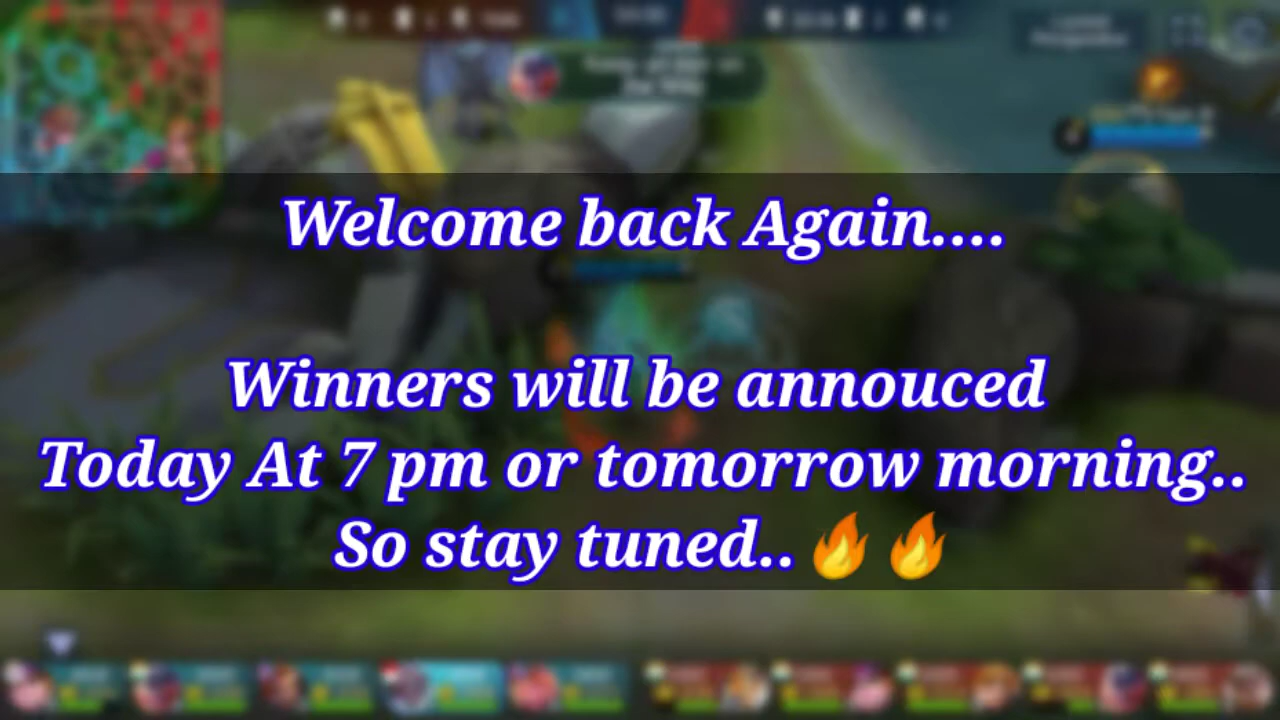 Welcome back Again....
Winners will be annouced
Today At 7 pm or tomorrow morning..
So stay tuned.. 🔥 🔥